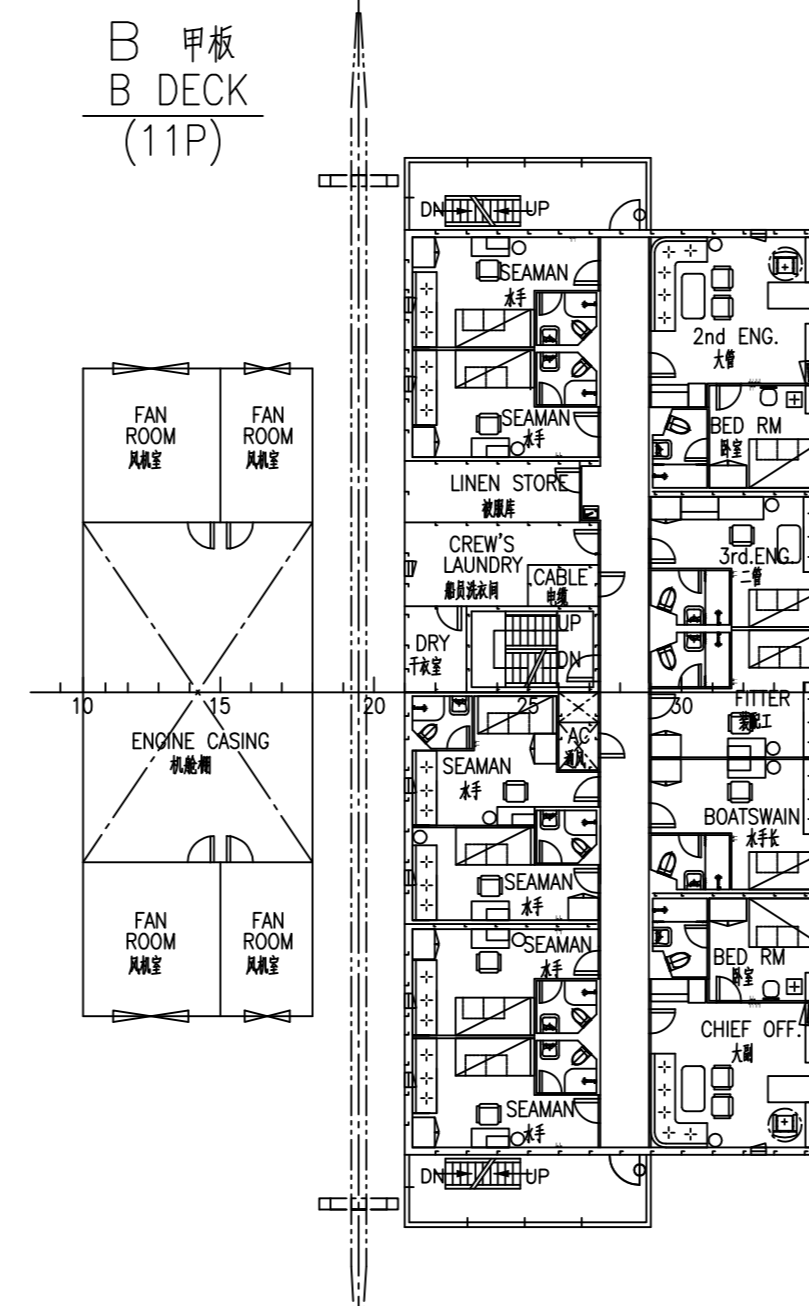 B 甲板
B DECK
(11P)
DN UP
SEAMAN
水手
2nd ENG.
大管
FAN
ROOM
风机室
FAN
ROOM
风机室
SEAMAN
水手
BED RM
卧室
LINEN STORE
被服库
CREW'S
LAUNDRY
船员洗衣间
CABLE
电缆
3rd.ENG.
二管
DRY
干衣室
UP
DN
10 15 20 25 30
ENGINE CASING
机舱棚
SEAMAN
水手
AC
通风
FITTER
装配工
BOATSWAIN
水手长
SEAMAN
水手
FAN
ROOM
风机室
FAN
ROOM
风机室
SEAMAN
水手
BED RM
卧室
CHIEF OFF.
大副
SEAMAN
水手
DN UP